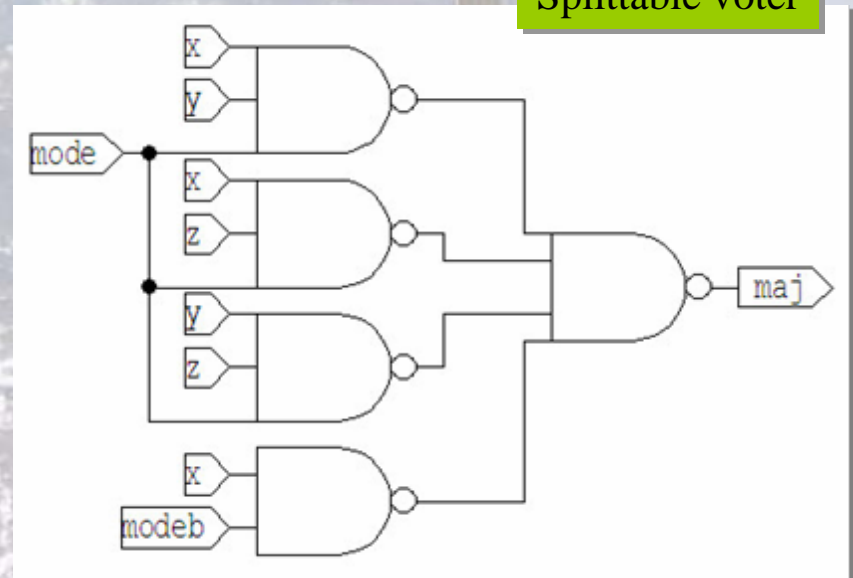 Splittable Voter
x
y
mode
x
z
y
z
x
modeb
maj